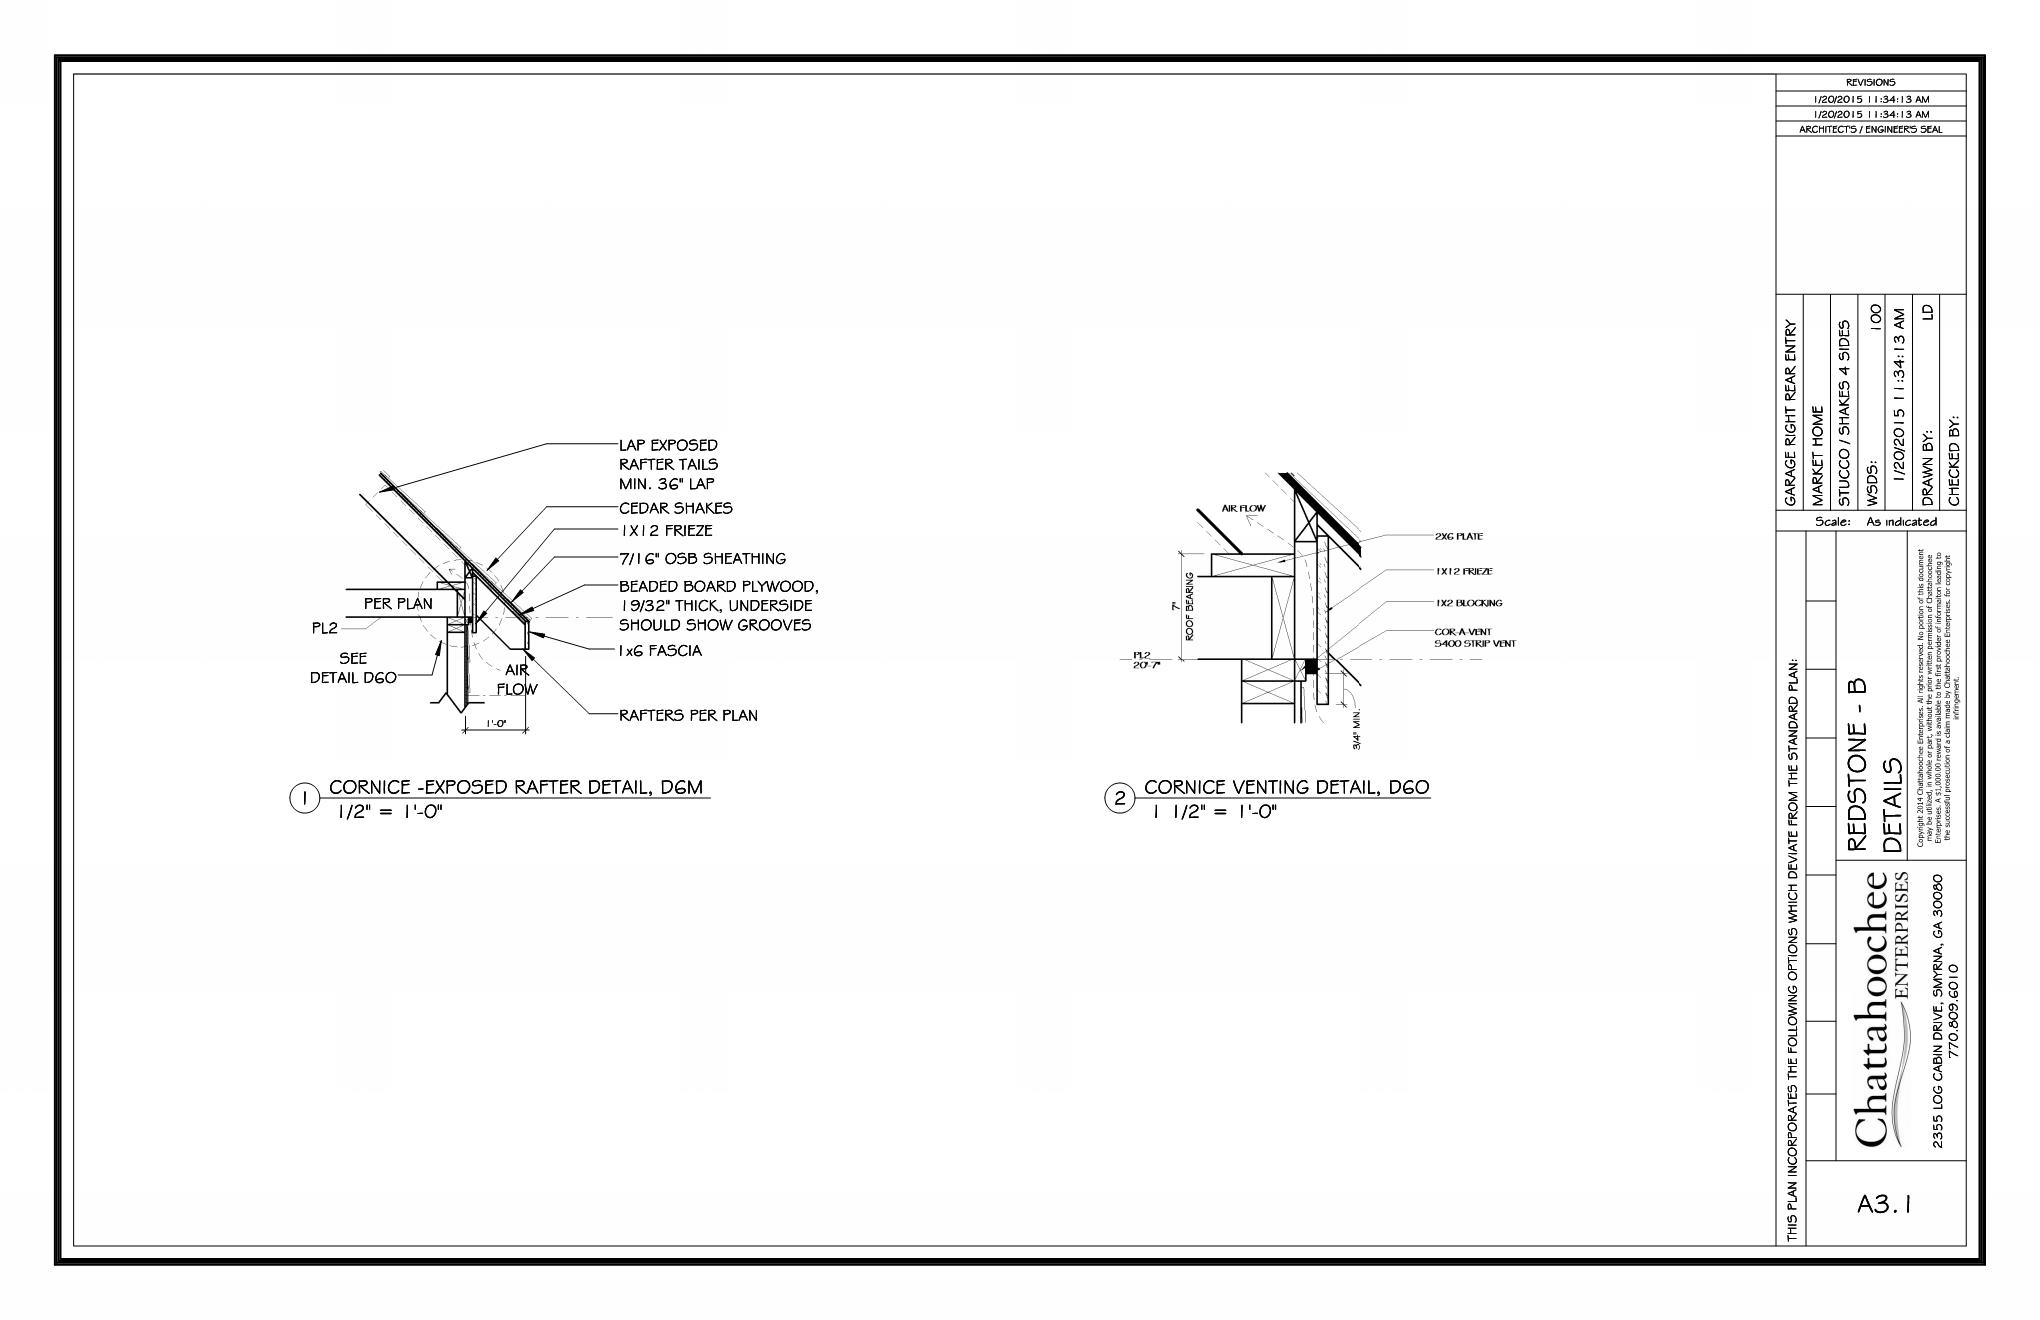 LAP EXPOSED
RAFTER TAILS
MIN. 36" LAP
CEDAR SHAKES
1X12 FRIEZE
7/16" OSB SHEATHING
BEADED BOARD PLYWOOD,
19/32" THICK, UNDERSIDE
SHOULD SHOW GROOVES
1x6 FASCIA
RAFTERS PER PLAN
PER PLAN
PL2
SEE
DETAIL D6O
AIR
FLOW
1'-0"
1
CORNICE -EXPOSED RAFTER DETAIL, D6M
1/2" = 1'-0"
AIR FLOW
2X6 PLATE
1X12 FRIEZE
1X2 BLOCKING
COR-A-VENT
S400 STRIP VENT
7"
ROOF BEARING
PL2
20'-7"
3/4" MIN.
2
CORNICE VENTING DETAIL, D6O
1 1/2" = 1'-0"
REVISIONS
1/20/2015 11:34:13 AM
1/20/2015 11:34:13 AM
ARCHITECT'S / ENGINEER'S SEAL
GARAGE RIGHT REAR ENTRY
MARKET HOME
STUCCO / SHAKES 4 SIDES
WSDS: 100
1/20/2015 11:34:13 AM
DRAWN BY: LD
CHECKED BY:
Scale: As indicated
THIS PLAN INCORPORATES THE FOLLOWING OPTIONS WHICH DEVIATE FROM THE STANDARD PLAN:
REDSTONE - B
DETAILS
Copyright 2014 Chattahoochee Enterprises. All rights reserved. No portion of this document
may be utilized, in whole or part, without the prior written permission of Chattahoochee
Enterprises. A $1,000.00 reward is available to the first provider of informaiton leading to
the successful prosecution of a claim made by Chattahoochee Enterprises. for copyright
infringement.
Chattahoochee
ENTERPRISES
2355 LOG CABIN DRIVE, SMYRNA, GA 30080
770.809.6010
A3.1